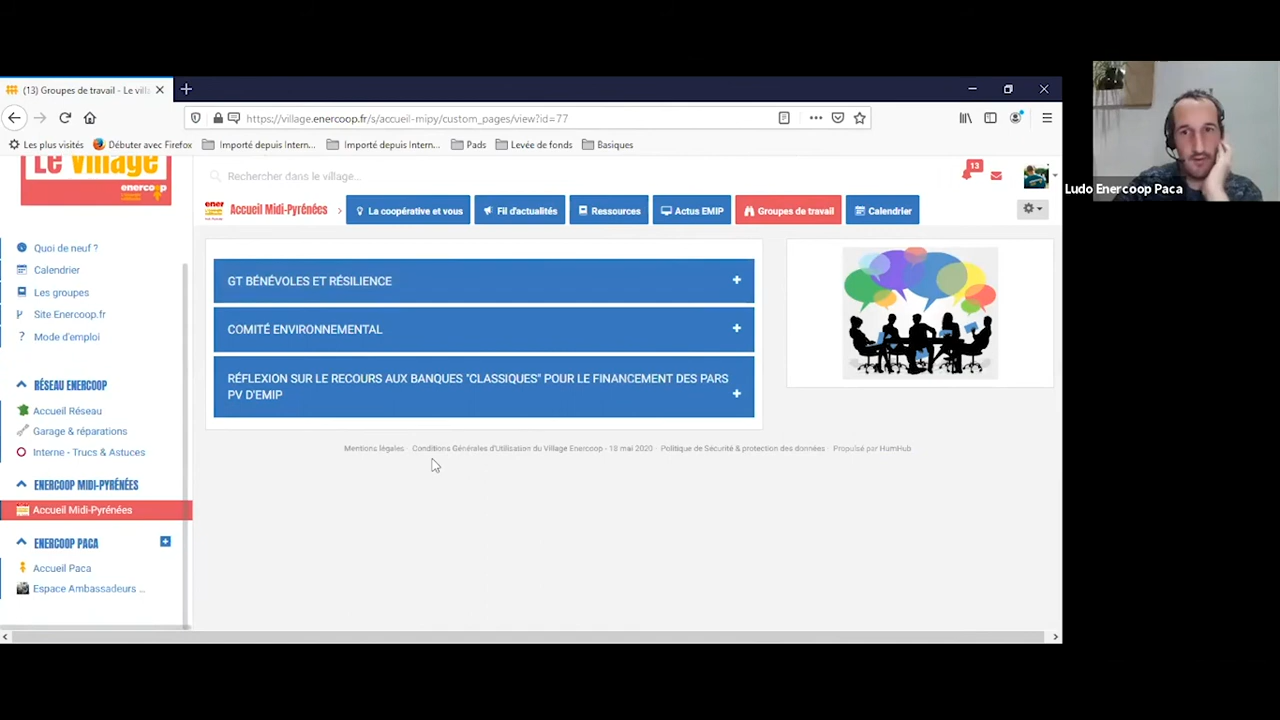 (13) Groupes de travail - Le villa
https://village.enercoop.fr/s/accueil-mipy/custom_pages/view?id=77
Les plus visités
Débuter avec Firefox
Importé depuis Intern...
Importé depuis Intern...
Pads
Levée de fonds
Basiques
Le Village
enercoop
Rechercher dans le village...
13
ener
Accueil Midi-Pyrénées
La coopérative et vous
Fil d'actualités
Ressources
Actus EMIP
Groupes de travail
Calendrier
Quoi de neuf ?
Calendrier
Les groupes
Site Enercoop.fr
? Mode d'emploi
RÉSEAU ENERCOOP
Accueil Réseau
Garage & réparations
Interne - Trucs & Astuces
ENERCOOP MIDI-PYRÉNÉES
Accueil Midi-Pyrénées
ENERCOOP PACA
Accueil Paca
Espace Ambassadeurs ...
GT BÉNÉVOLES ET RÉSILIENCE
COMITÉ ENVIRONNEMENTAL
RÉFLEXION SUR LE RECOURS AUX BANQUES "CLASSIQUES" POUR LE FINANCEMENT DES PARS
PV D'EMIP
Mentions légales · Conditions Générales d'Utilisation du Village Enercoop - 18 mai 2020 · Politique de Sécurité & protection des données · Propulsé par HumHub
Ludo Enercoop Paca